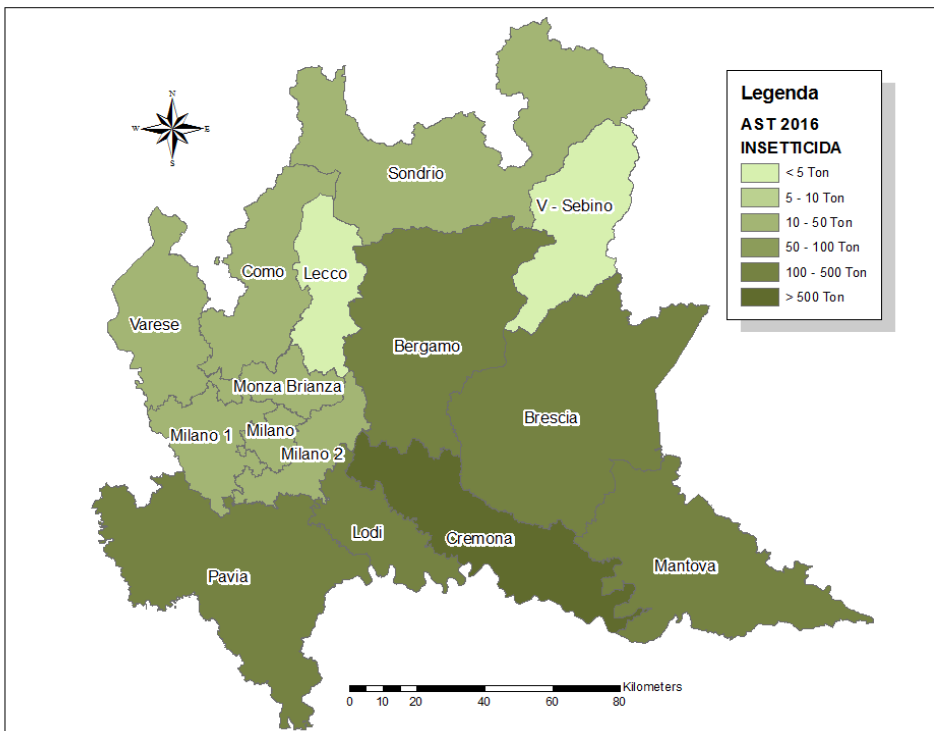 N
W
E
S
Legenda
AST 2016
INSETTICIDA
< 5 Ton
5 - 10 Ton
10 - 50 Ton
50 - 100 Ton
100 - 500 Ton
> 500 Ton
Sondrio
V - Sebino
Como
Lecco
Varese
Bergamo
Monza Brianza
Brescia
Milano 1
Milano
Milano 2
Lodi
Cremona
Mantova
Pavia
Kilometers
0 10 20 40 60 80